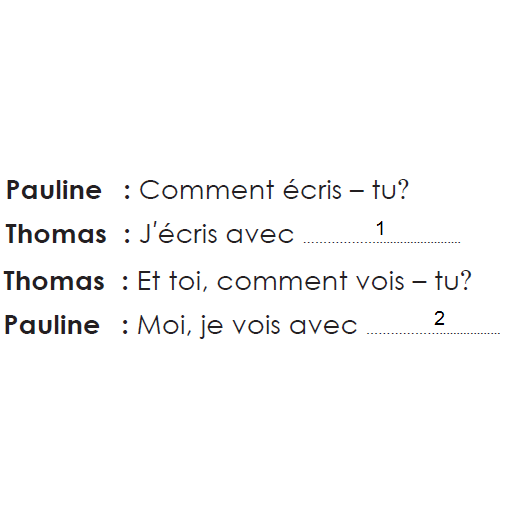 Pauline : Comment écris – tu?
Thomas : J'écris avec ........1........
Thomas : Et toi, comment vois – tu?
Pauline : Moi, je vois avec ........2........